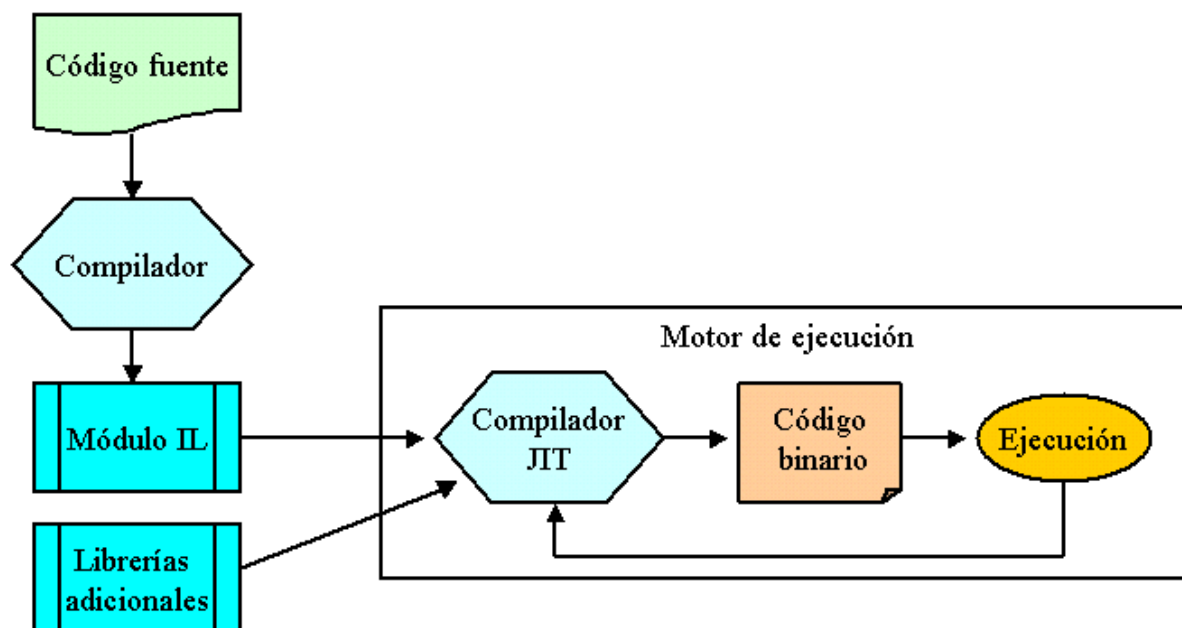 Código fuente
Compilador
Motor de ejecución
Módulo IL
Compilador
JIT
Código
binario
Ejecución
Librerías
adicionales